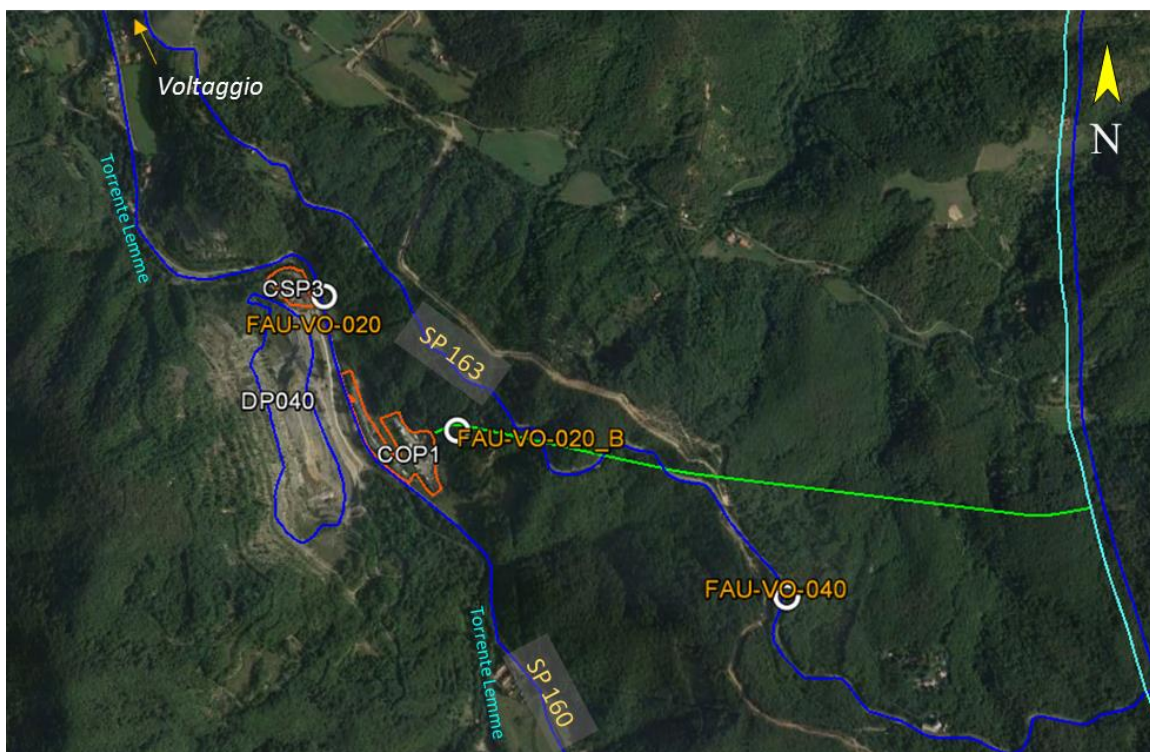 Voltaggio
N
Torrente Lemme
CSP3
FAU-VO-020
SP 163
DP040
FAU-VO-020_B
COP1
FAU-VO-040
Torrente Lemme
SP 160